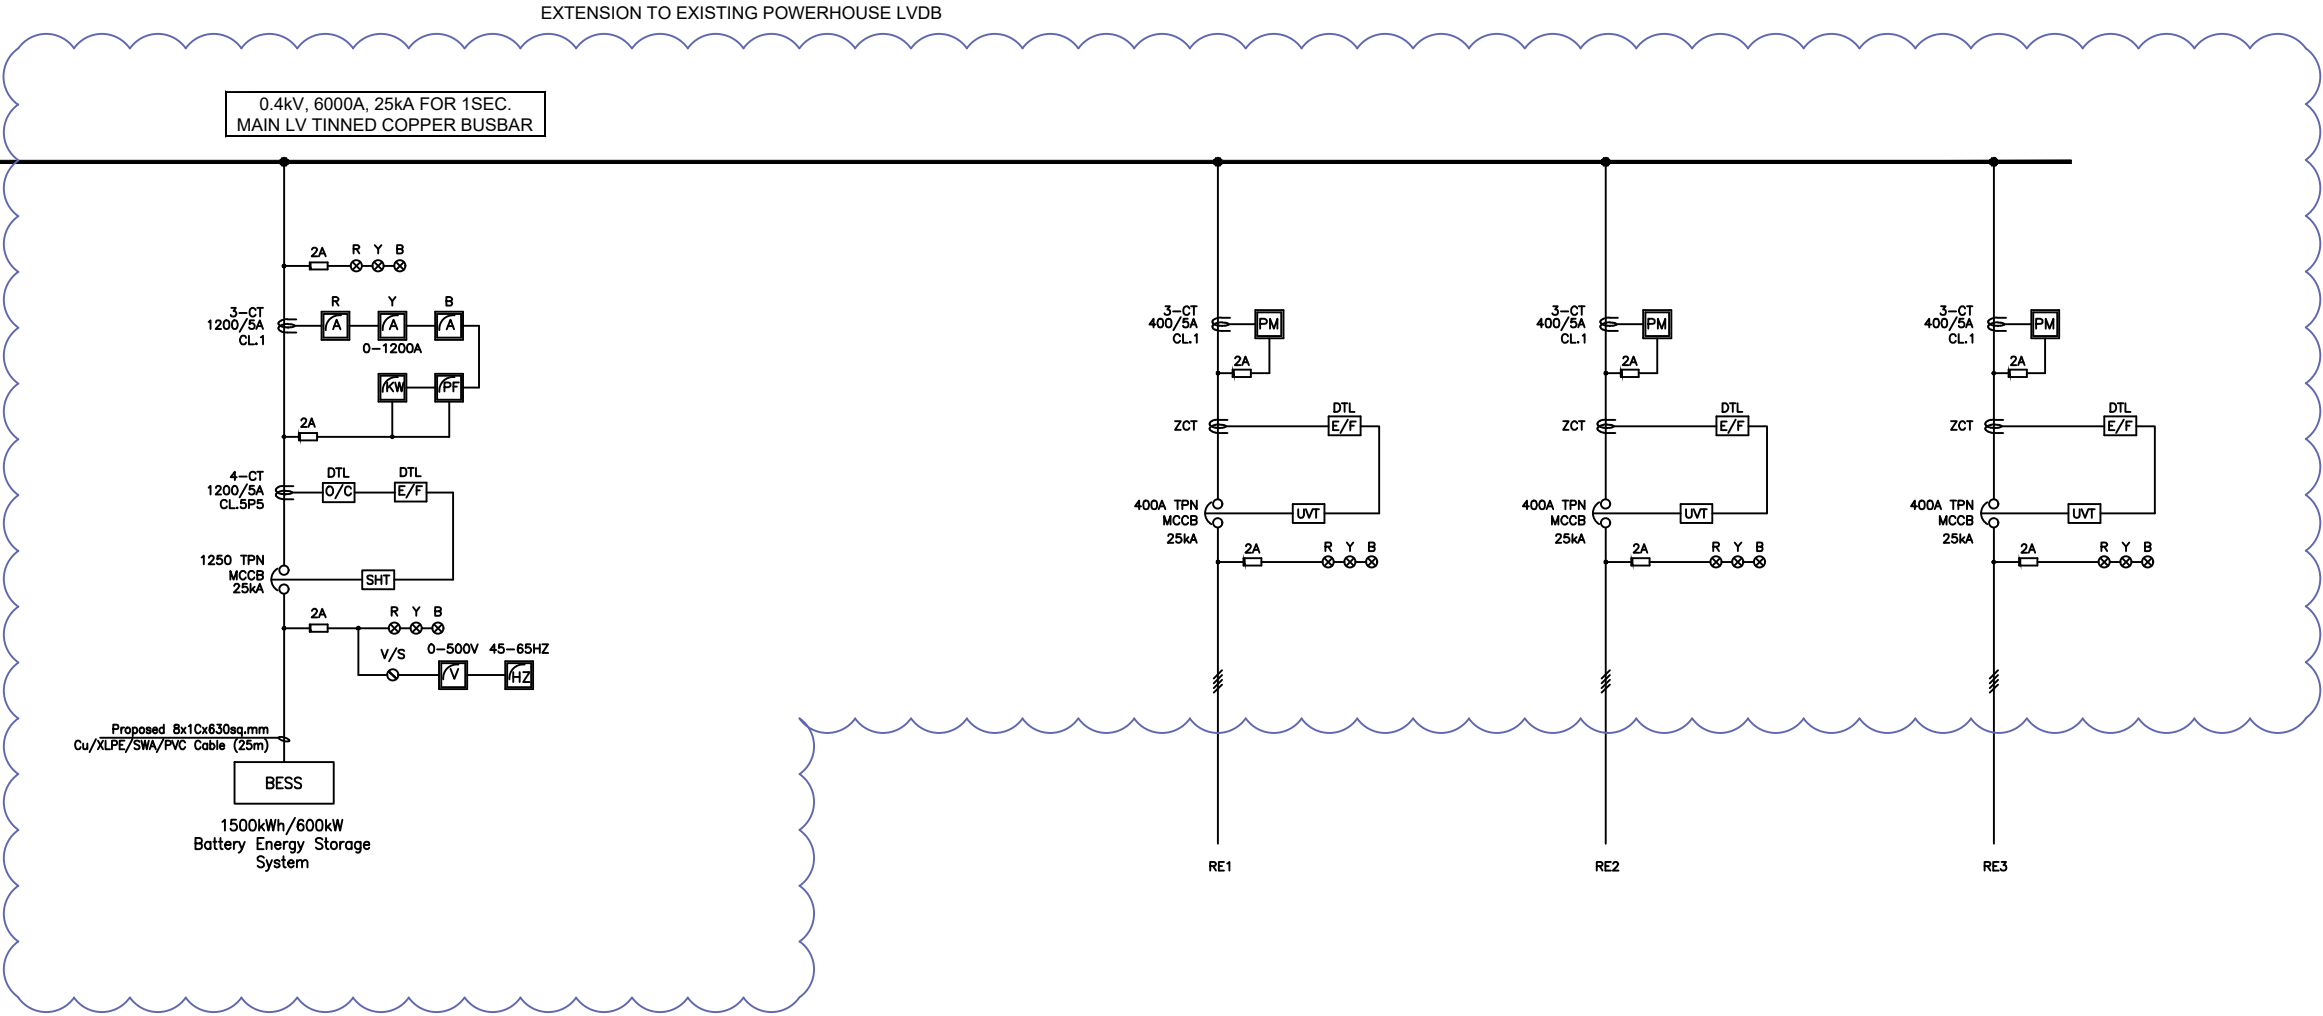 EXTENSION TO EXISTING POWERHOUSE LVDB
0.4kV, 6000A, 25kA FOR 1SEC.
MAIN LV TINNED COPPER BUSBAR
2A
R Y B
3-CT
1200/5A
CL.1
R
Y
B
A
A
A
0-1200A
KW
PF
2A
4-CT
1200/5A
CL.5P5
DTL
O/C
DTL
E/F
1250 TPN
MCCB
25kA
SHT
2A
R Y B
V/S
0-500V
45-65HZ
V
HZ
Proposed 8x1Cx630sq.mm
Cu/XLPE/SWA/PVC Cable (25m)
BESS
1500kWh/600kW
Battery Energy Storage
System
3-CT
400/5A
CL.1
PM
2A
ZCT
DTL
E/F
400A TPN
MCCB
25kA
UVT
2A
R Y B
RE1
3-CT
400/5A
CL.1
PM
2A
ZCT
DTL
E/F
400A TPN
MCCB
25kA
UVT
2A
R Y B
RE2
3-CT
400/5A
CL.1
PM
2A
ZCT
DTL
E/F
400A TPN
MCCB
25kA
UVT
2A
R Y B
RE3